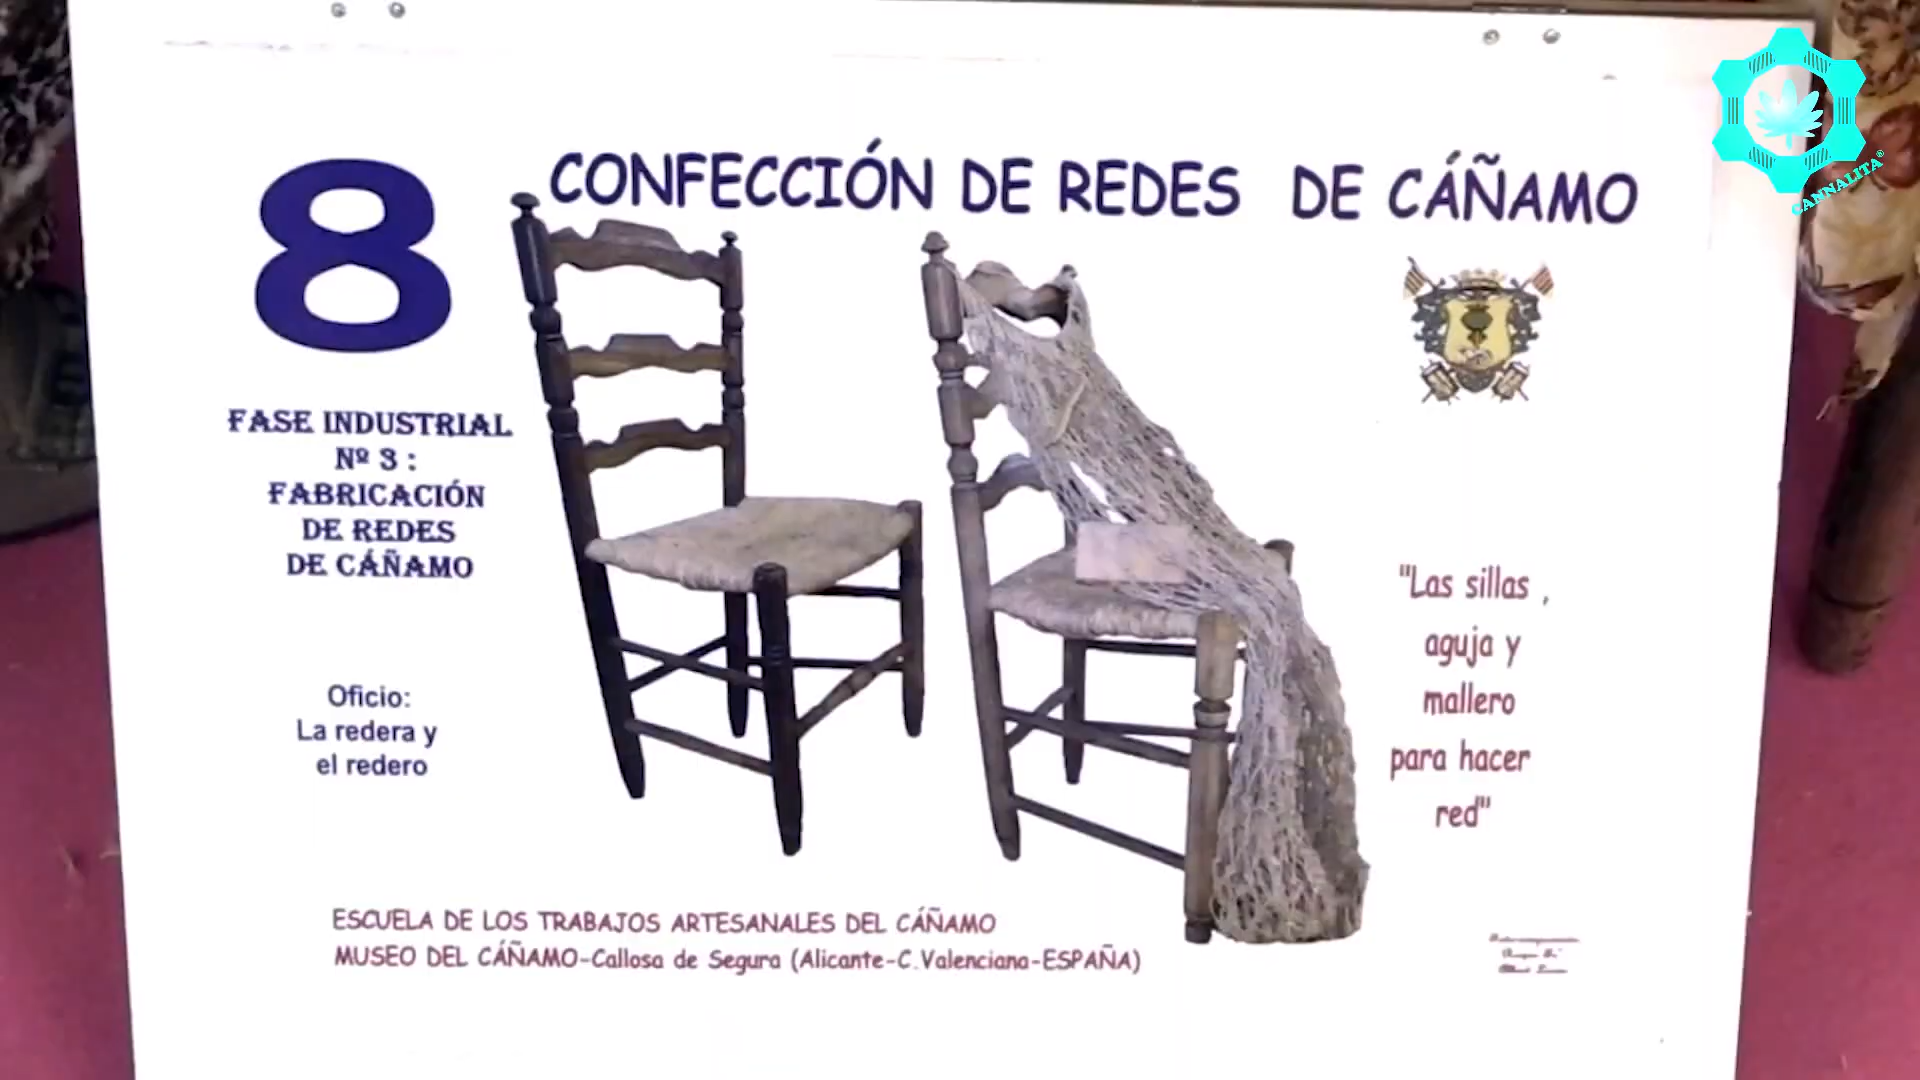 8
CONFECCIÓN DE REDES DE CÁÑAMO
FASE INDUSTRIAL
Nº 3 :
FABRICACIÓN
DE REDES
DE CÁÑAMO
Oficio:
La redera y
el redero
"Las sillas ,
aguja y
mallero
para hacer
red"
ESCUELA DE LOS TRABAJOS ARTESANALES DEL CÁÑAMO
MUSEO DEL CÁÑAMO-Callosa de Segura (Alicante-C.Valenciana-ESPAÑA)
CANNALITA®